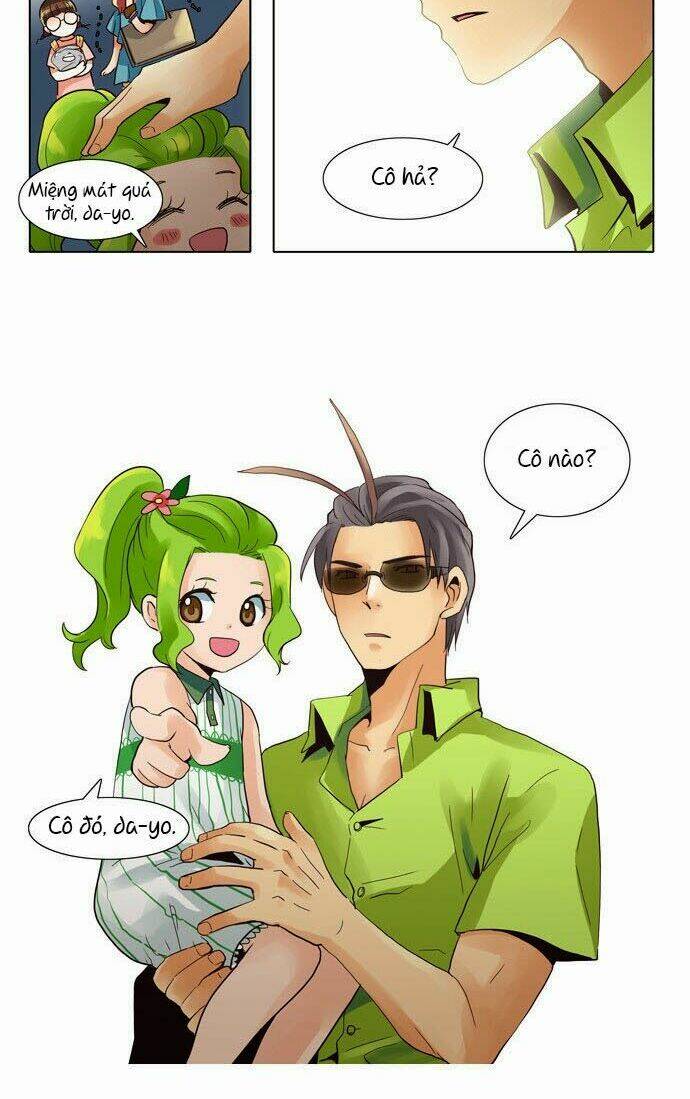 Miệng mát quá
trời, da-yo.
Cô hả?
Cô nào?
Cô đó, da-yo.